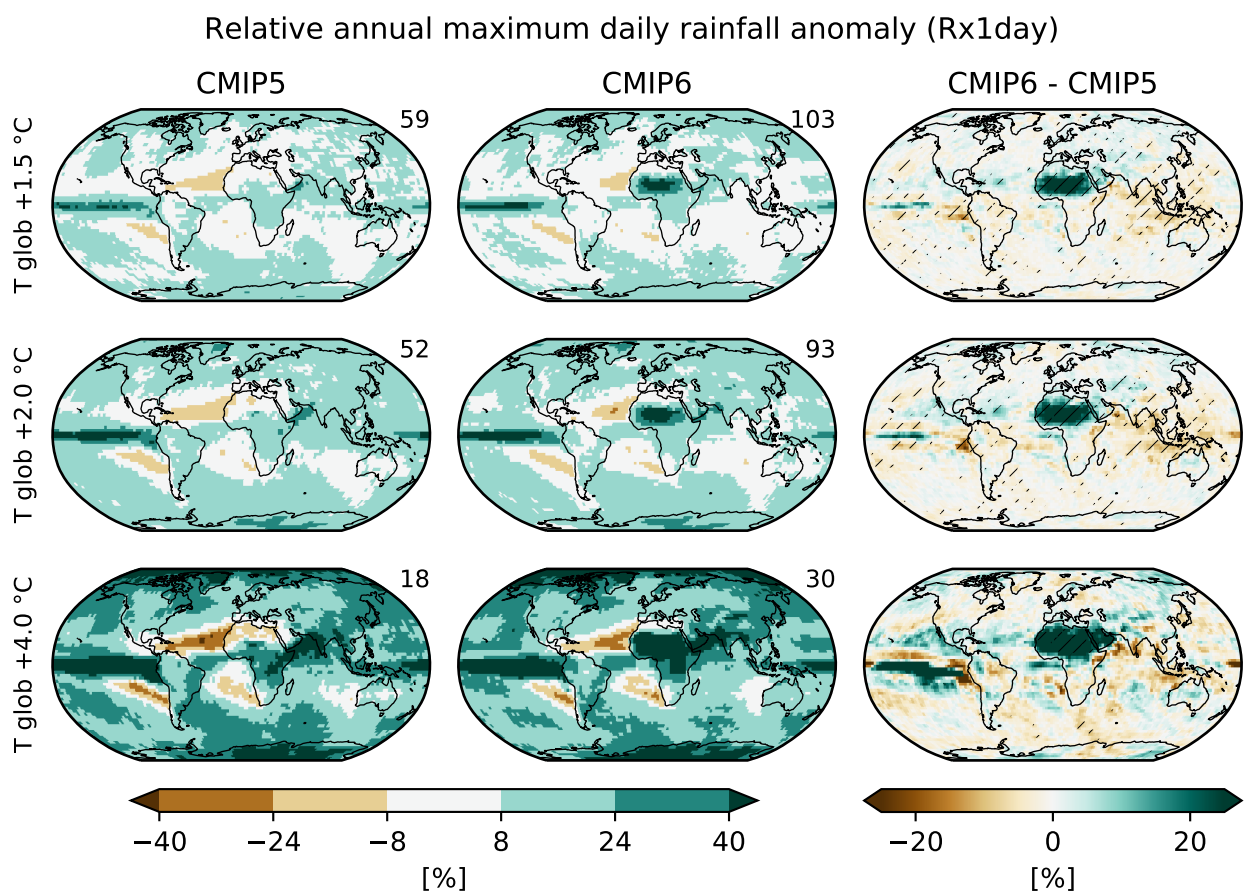 Relative annual maximum daily rainfall anomaly (Rx1day)
CMIP5 CMIP6 CMIP6 - CMIP5
T glob +1.5 °C 59 103
T glob +2.0 °C 52 93
T glob +4.0 °C 18 30
−40 −24 −8 8 24 40 −20 0 20
[%] [%]